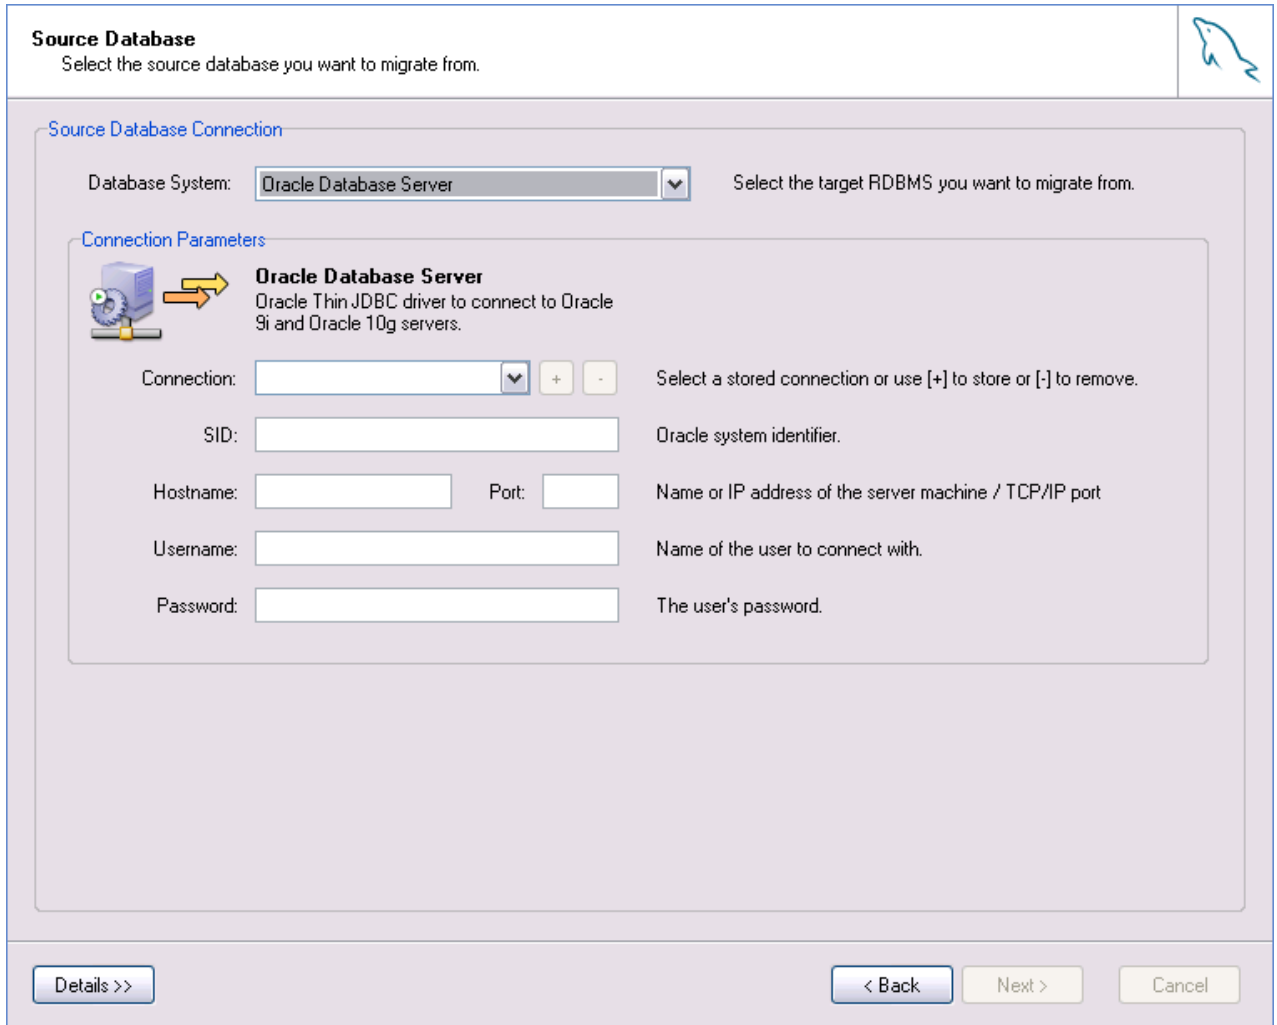 Source Database
Select the source database you want to migrate from.
Source Database Connection
Database System: Oracle Database Server Select the target RDBMS you want to migrate from.
Connection Parameters
Oracle Database Server
Oracle Thin JDBC driver to connect to Oracle
9i and Oracle 10g servers.
Connection: + - Select a stored connection or use [+] to store or [-] to remove.
SID: Oracle system identifier.
Hostname: Port: Name or IP address of the server machine / TCP/IP port
Username: Name of the user to connect with.
Password: The user's password.
Details >> < Back Next > Cancel